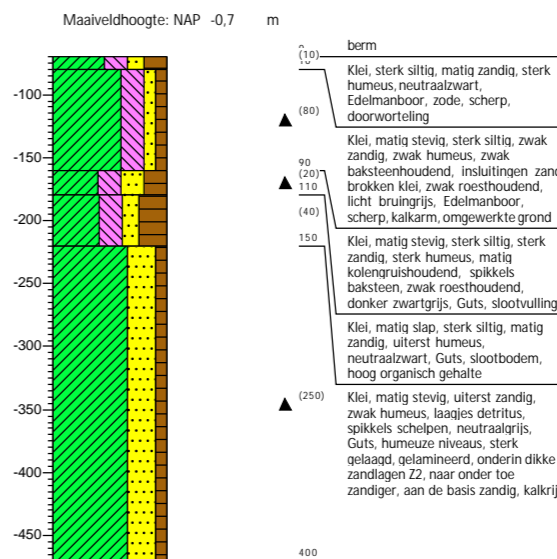 Maaiveldhoogte: NAP -0,7 m
-100
-150
-200
-250
-300
-350
-400
-450
(10)
(80)
90
(20)
110
(40)
150
(250)
400
berm
Klei, sterk siltig, matig zandig, sterk
humeus, neutraalzwart,
Edelmanboor, zode, scherp,
doorworteling
Klei, matig stevig, sterk siltig, zwak
zandig, zwak humeus, zwak
baksteenhoudend, insluitingen zand
brokken klei, zwak roesthoudend,
licht bruingrijs, Edelmanboor,
scherp, kalkarm, omgewerkte grond
Klei, matig stevig, sterk siltig, sterk
zandig, sterk humeus, matig
kolengruishoudend, spikkels
baksteen, zwak roesthoudend,
donker zwartgrijs, Guts, slootvulling
Klei, matig slap, sterk siltig, matig
zandig, uiterst humeus,
neutraalzwart, Guts, slootbodem,
hoog organisch gehalte
Klei, matig stevig, uiterst zandig,
zwak humeus, laagjes detritus,
spikkels schelpen, neutraalgrijs,
Guts, humeuze niveaus, sterk
gelaagd, gelamineerd, onderin dikke
zandlagen Z2, naar onder toe
zandiger, aan de basis zandig, kalkrij